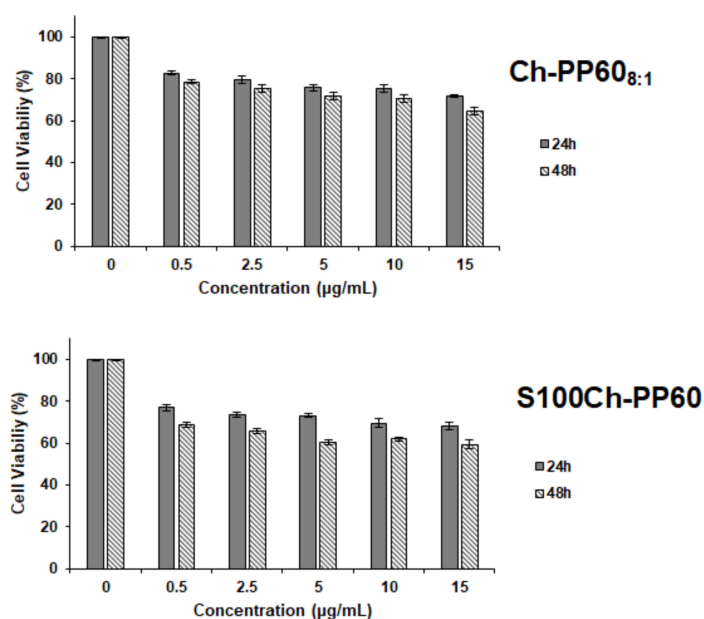 100
80
60
40
20
0
Cell Viabiliy (%)
0 0.5 2.5 5 10 15
Concentration (µg/mL)
Ch-PP608:1
24h
48h
100
80
60
40
20
0
Cell Viability (%)
0 0.5 2.5 5 10 15
Concentration (µg/mL)
S100Ch-PP60
24h
48h